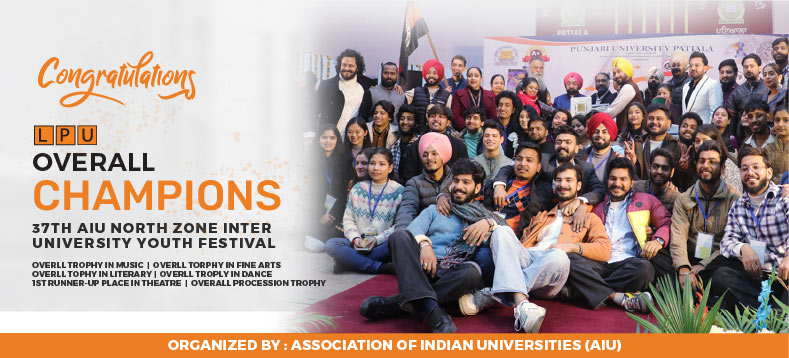 Congratulations
LPU
OVERALL
CHAMPIONS
37TH AIU NORTH ZONE INTER
UNIVERSITY YOUTH FESTIVAL
OVERLL TROPHY IN MUSIC | OVERLL TORPHY IN FINE ARTS
OVERLL TOPHY IN LITERARY | OVERLL TROPLY IN DANCE
1ST RUNNER-UP PLACE IN THEATRE | OVERALL PROCESSION TROPHY
PATIALA
ਪਟਿਆਲਾ
PUNJABI UNIVERSITY PATIALA
A+
ORGANIZED BY : ASSOCIATION OF INDIAN UNIVERSITIES (AIU)